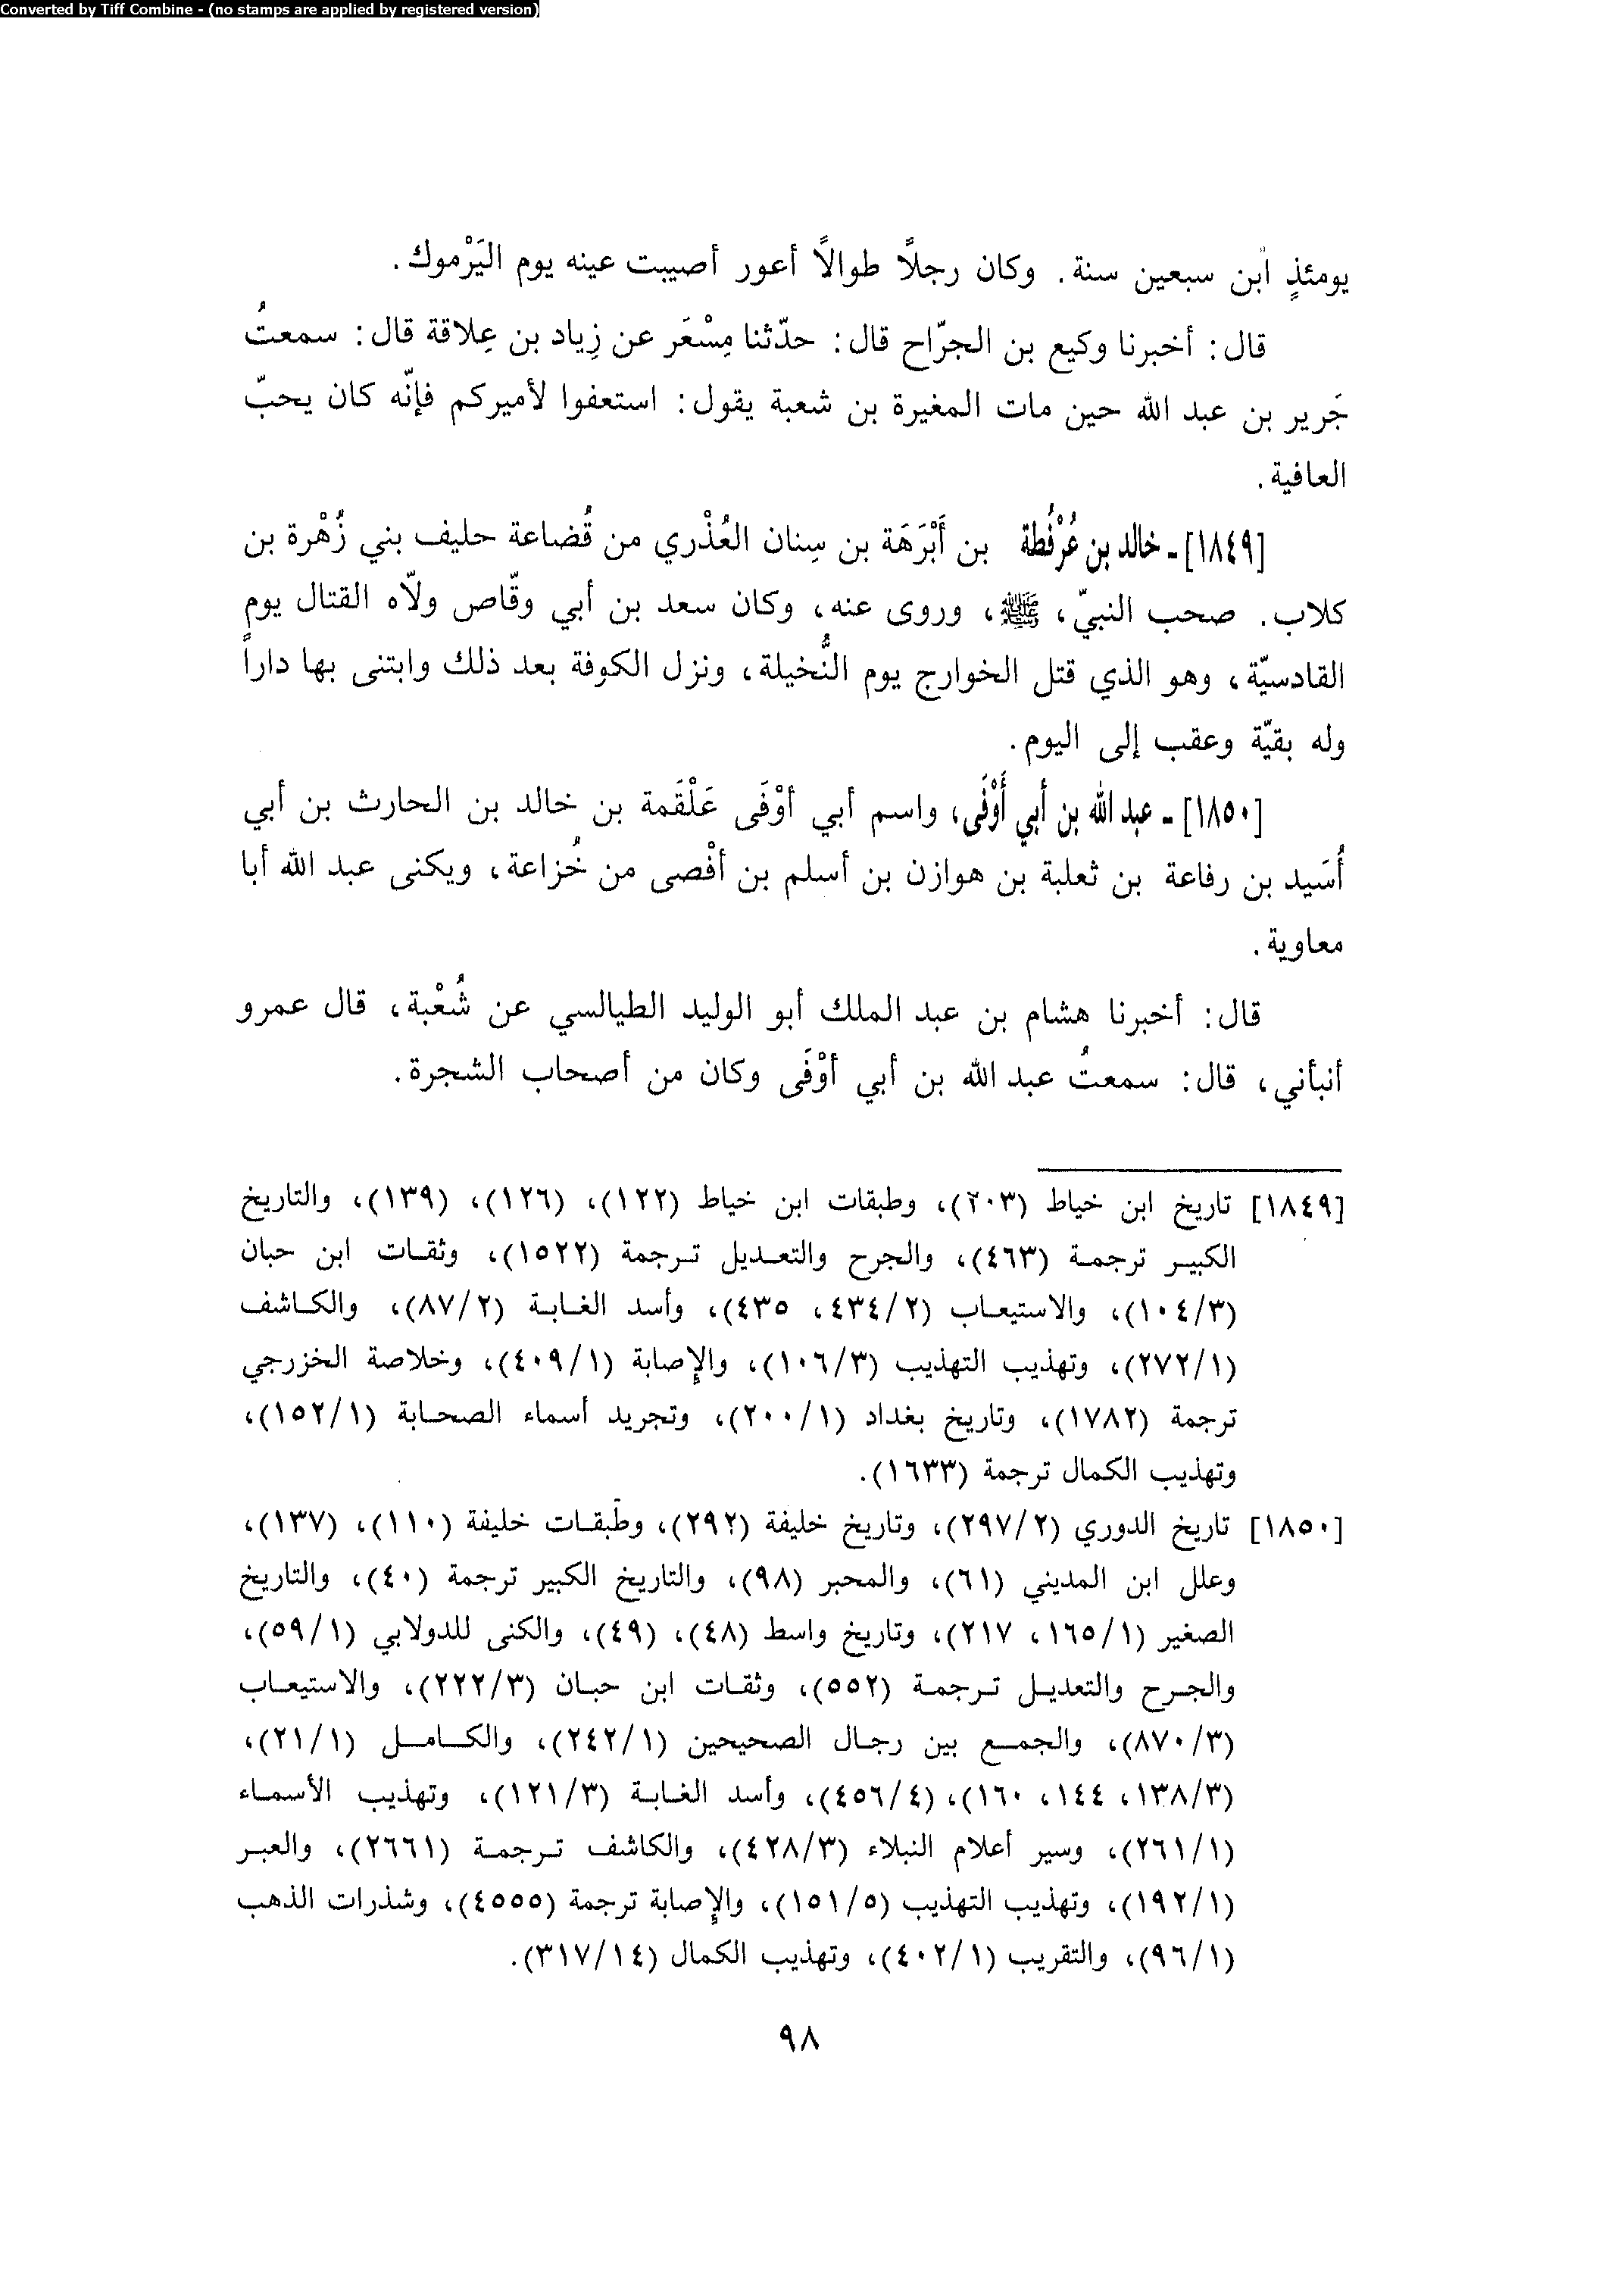 Converted by Tiff Combine - (no stamps are applied by registered version)
يومئذٍ ابن سبعين سنة. وكان رجلاً طوالاً أعور أصيبت عينه يوم اليَرْموك.
قال: أخبرنا وكيع بن الجرّاح قال: حدّثنا مِسْعَر عن زِياد بن عِلاقة قال: سمعتُ
جَرير بن عبد الله حين مات المغيرة بن شعبة يقول: استعفوا لأميركم فإنّه كان يحبّ
العافية.
[١٨٤٩] - خالد بن عُرْفُطة بن أَبْرَهَة بن سِنان العُذْري من قُضاعة حليف بني زُهْرة بن
كلاب. صحب النبيّ، ﷺ، وروى عنه، وكان سعد بن أبي وقّاص ولاّه القتال يوم
القادسيّة، وهو الذي قتل الخوارج يوم النُّخيلة، ونزل الكوفة بعد ذلك وابتنى بها داراً
وله بقيّة وعقب إلى اليوم.
[١٨٥٠] - عبد الله بن أبي أَوْفَى، واسم أبي أوْفَى عَلْقَمة بن خالد بن الحارث بن أبي
أُسَيد بن رفاعة بن ثعلبة بن هوازن بن أسلم بن أفْصى من خُزاعة، ويكنى عبد الله أبا
معاوية.
قال: أخبرنا هشام بن عبد الملك أبو الوليد الطيالسي عن شُعْبة، قال عمرو
أنبأني، قال: سمعتُ عبد الله بن أبي أوْفَى وكان من أصحاب الشجرة.
[١٨٤٩] تاريخ ابن خياط (٢٠٣)، وطبقات ابن خياط (١٢٢)، (١٢٦)، (١٣٩)، والتاريخ
الكبير ترجمة (٤٦٣)، والجرح والتعديل ترجمة (١٥٢٢)، وثقات ابن حبان
(١٠٤/٣)، والاستيعاب (٤٣٤/٢، ٤٣٥)، وأسد الغابة (٨٧/٢)، والكاشف
(٢٧٢/١)، وتهذيب التهذيب (١٠٦/٣)، والإصابة (٤٠٩/١)، وخلاصة الخزرجي
ترجمة (١٧٨٢)، وتاريخ بغداد (٢٠٠/١)، وتجريد أسماء الصحابة (١٥٢/١)،
وتهذيب الكمال ترجمة (١٦٣٣).
[١٨٥٠] تاريخ الدوري (٢٩٧/٢)، وتاريخ خليفة (٢٩٢)، وطبقات خليفة (١١٠)، (١٣٧)،
وعلل ابن المديني (٦١)، والمحبر (٩٨)، والتاريخ الكبير ترجمة (٤٠)، والتاريخ
الصغير (١٦٥/١، ٢١٧)، وتاريخ واسط (٤٨)، (٤٩)، والكنى للدولابي (٥٩/١)،
والجرح والتعديل ترجمة (٥٥٢)، وثقات ابن حبان (٢٢٢/٣)، والاستيعاب
(٨٧٠/٣)، والجمع بين رجال الصحيحين (٢٤٢/١)، والكامل (٢١/١)،
(١٣٨/٣، ١٤٤، ١٦٠)، (٤٥٦/٤)، وأسد الغابة (١٢١/٣)، وتهذيب الأسماء
(٢٦١/١)، وسير أعلام النبلاء (٤٢٨/٣)، والكاشف ترجمة (٢٦٦١)، والعبر
(١٩٢/١)، وتهذيب التهذيب (١٥١/٥)، والإصابة ترجمة (٤٥٥٥)، وشذرات الذهب
(٩٦/١)، والتقريب (٤٠٢/١)، وتهذيب الكمال (٣١٧/١٤).
٩٨